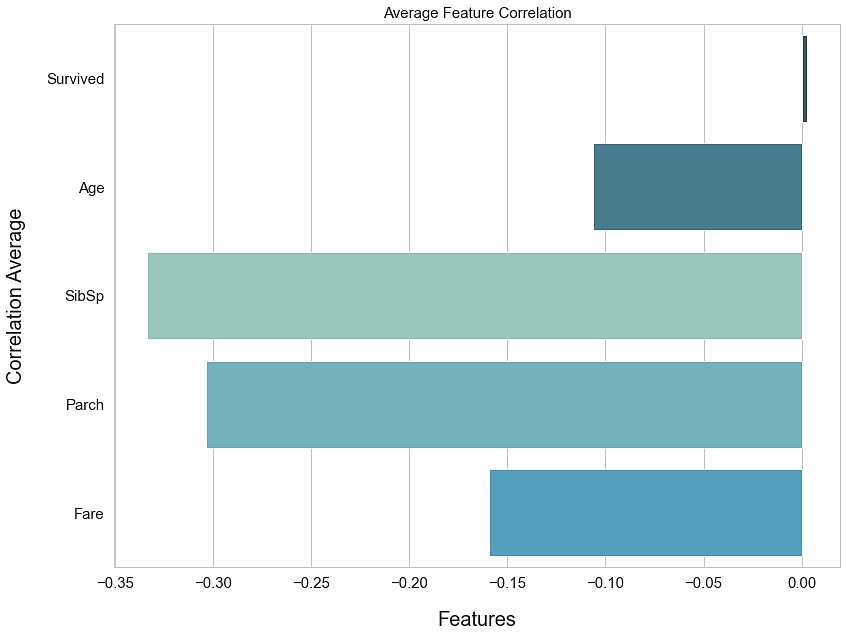 Average Feature Correlation
Survived
Age
SibSp
Parch
Fare
Correlation Average
−0.35 −0.30 −0.25 −0.20 −0.15 −0.10 −0.05 0.00
Features